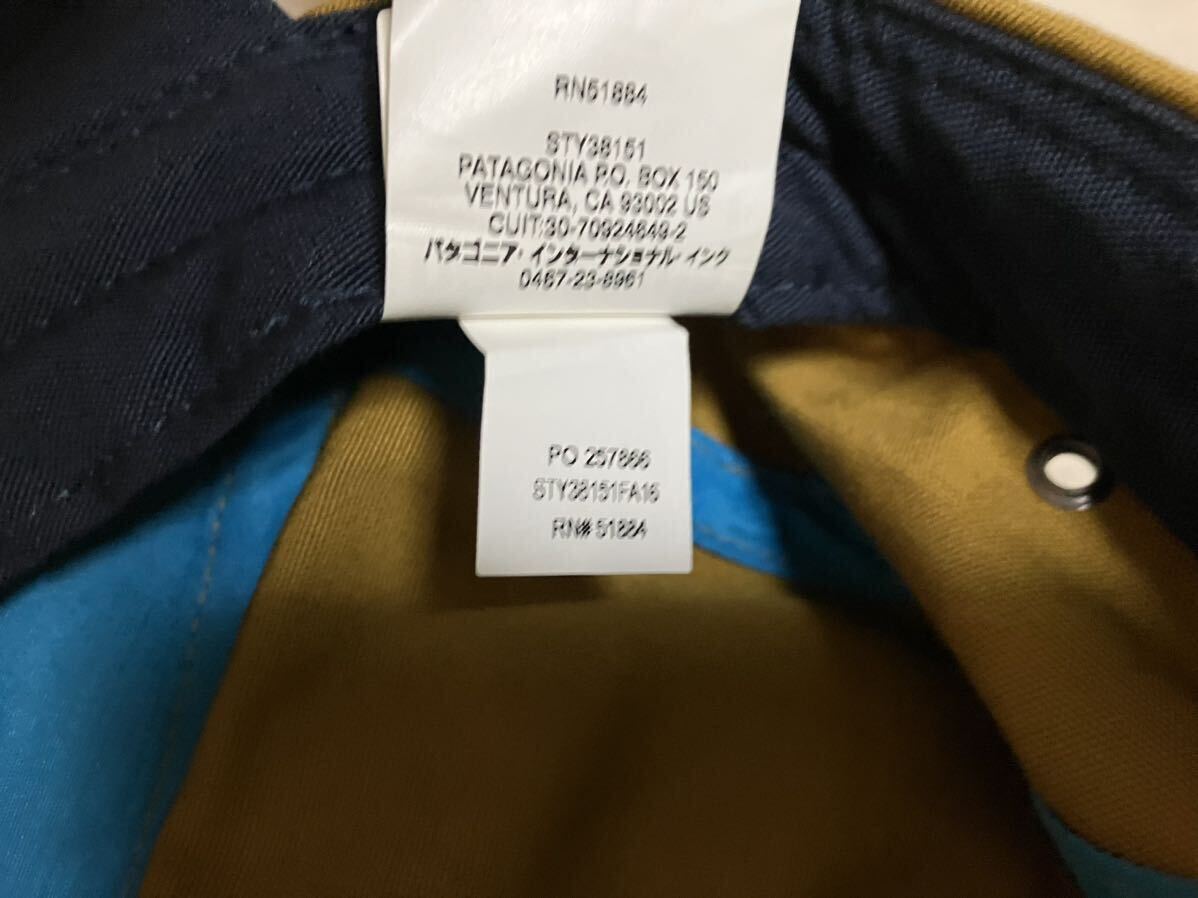 RN51884
STY38151
PATAGONIA P.O. BOX 150
VENTURA, CA 93002 US
CUIT:30-70924649-2
パタゴニア・インターナショナル・インク
0467-23-8961
PO 257866
STY38151FA16
RN# 51884